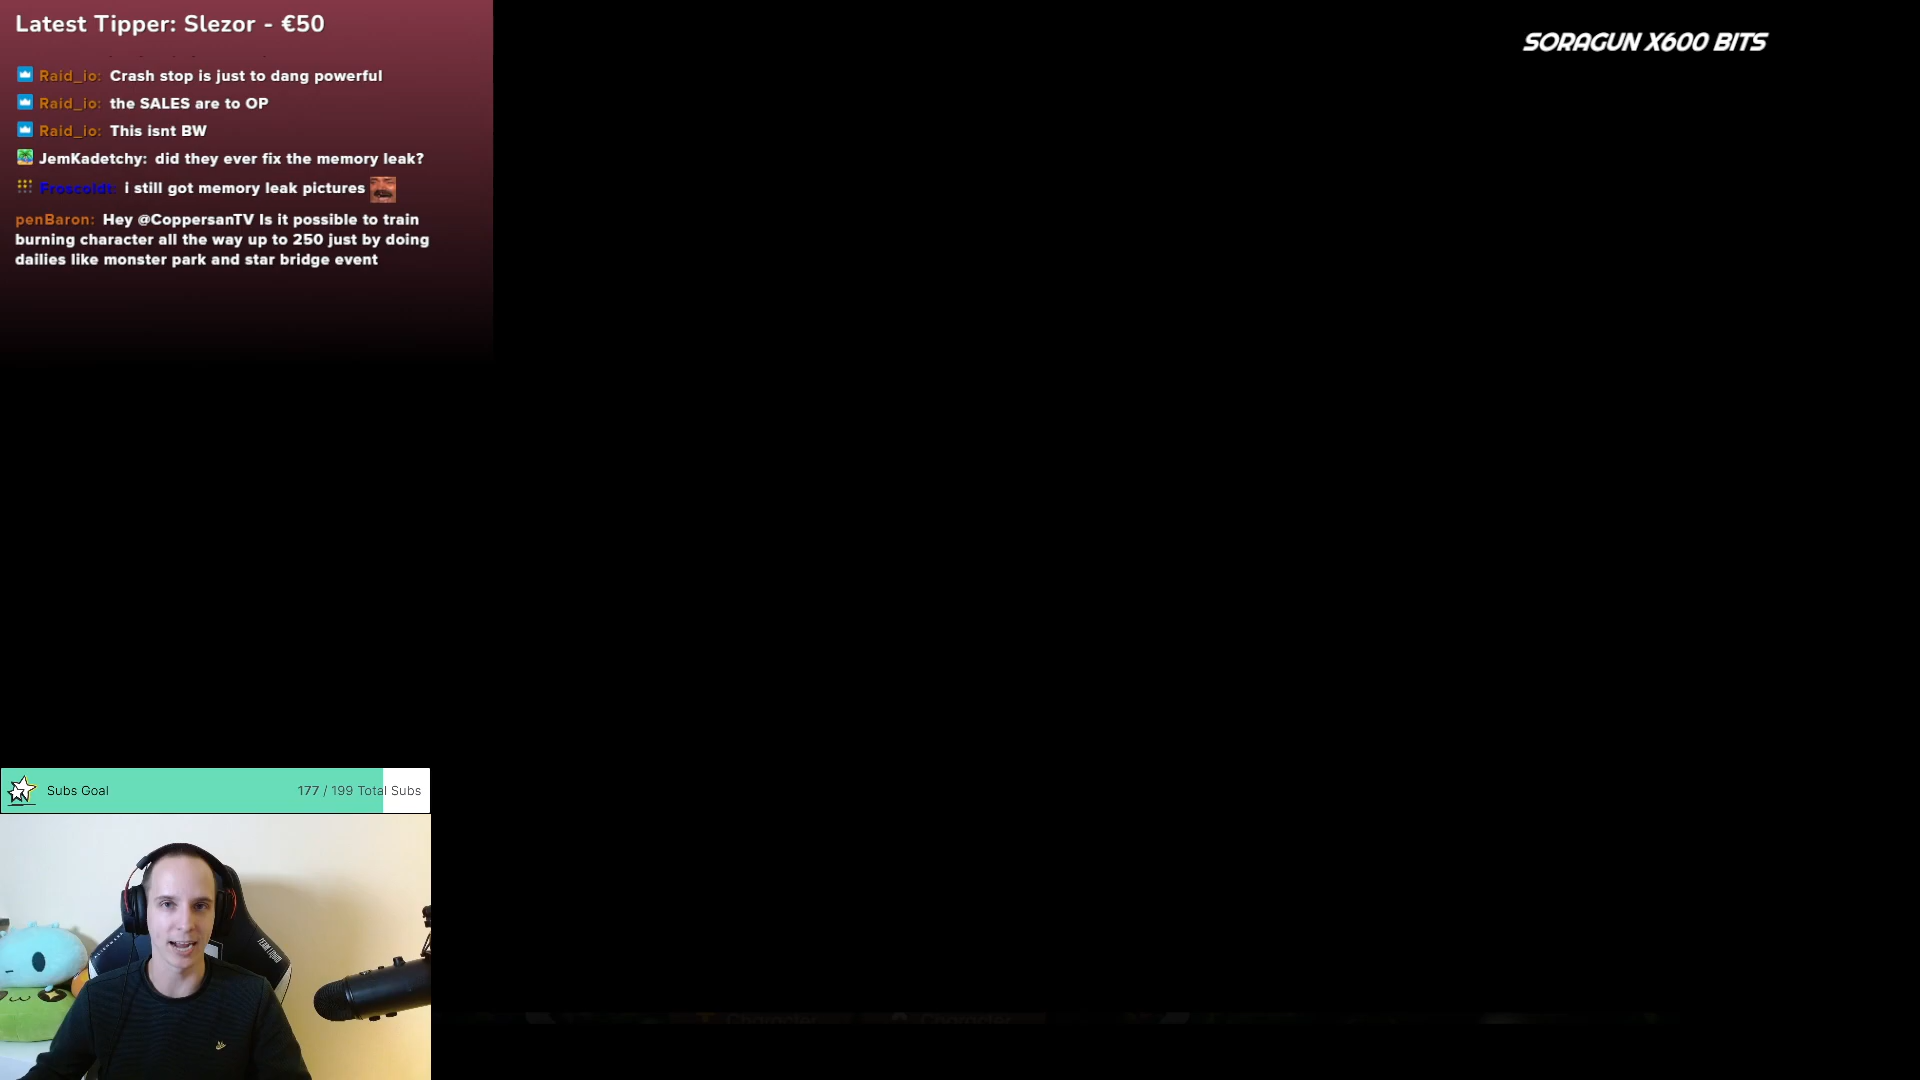 Latest Tipper: Slezor - €50
SORAGUN X600 BITS
Raid_io: Crash stop is just to dang powerful
Raid_io: the SALES are to OP
Raid_io: This isnt BW
JemKadetchy: did they ever fix the memory leak?
Froscoldt: i still got memory leak pictures
penBaron: Hey @CoppersanTV Is it possible to train
burning character all the way up to 250 just by doing
dailies like monster park and star bridge event
Subs Goal 177 / 199 Total Subs
Character Character